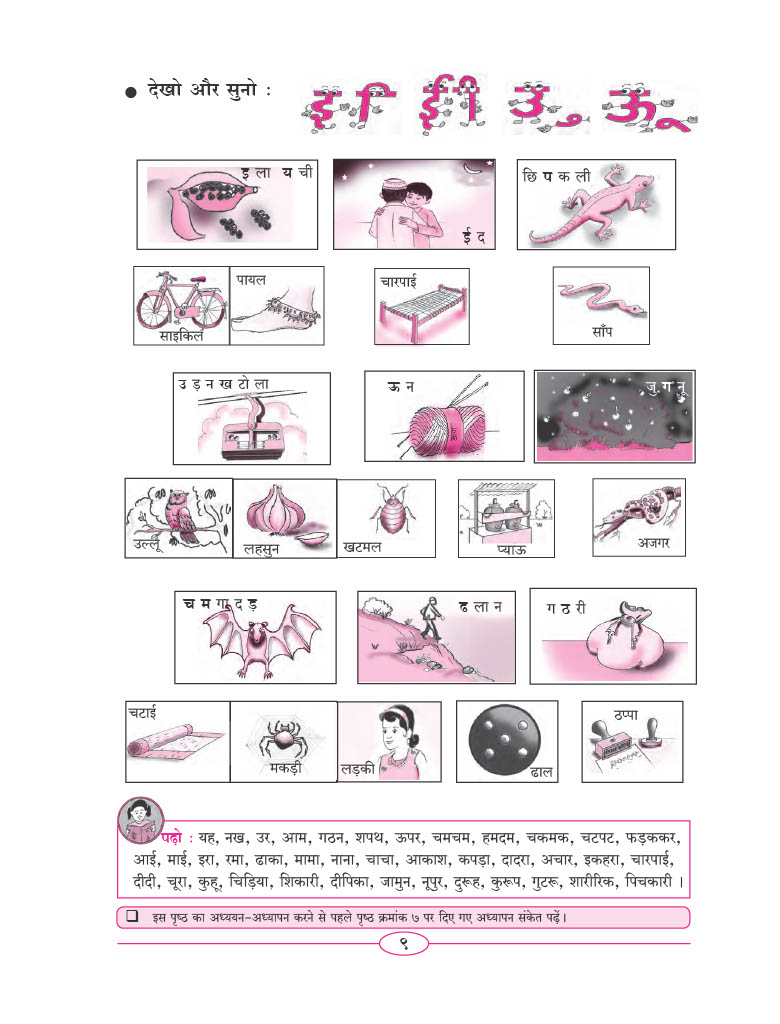 ● देखो और सुनो :
इ ि ई ी उ ु ऊ ू
इ ला य ची
ई द
छि प क ली
साइकिल
पायल
चारपाई
साँप
उ ड़ न ख टो ला
ऊ न
जु ग नू
उल्लू
लहसुन
खटमल
प्याऊ
अजगर
च म गा द ड़
ढ ला न
ग ठ री
चटाई
मकड़ी
लड़की
ढाल
ठप्पा
पढ़ो : यह, नख, उर, आम, गठन, शपथ, ऊपर, चमचम, हमदम, चकमक, चटपट, फड़ककर,
आई, माई, इरा, रमा, ढाका, मामा, नाना, चाचा, आकाश, कपड़ा, दादरा, अचार, इकहरा, चारपाई,
दीदी, चूरा, कुहू, चिड़िया, शिकारी, दीपिका, जामुन, नूपुर, दुरूह, कुरूप, गुटरू, शारीरिक, पिचकारी ।
❑ इस पृष्ठ का अध्ययन-अध्यापन करने से पहले पृष्ठ क्रमांक ७ पर दिए गए अध्यापन संकेत पढ़ें।
९